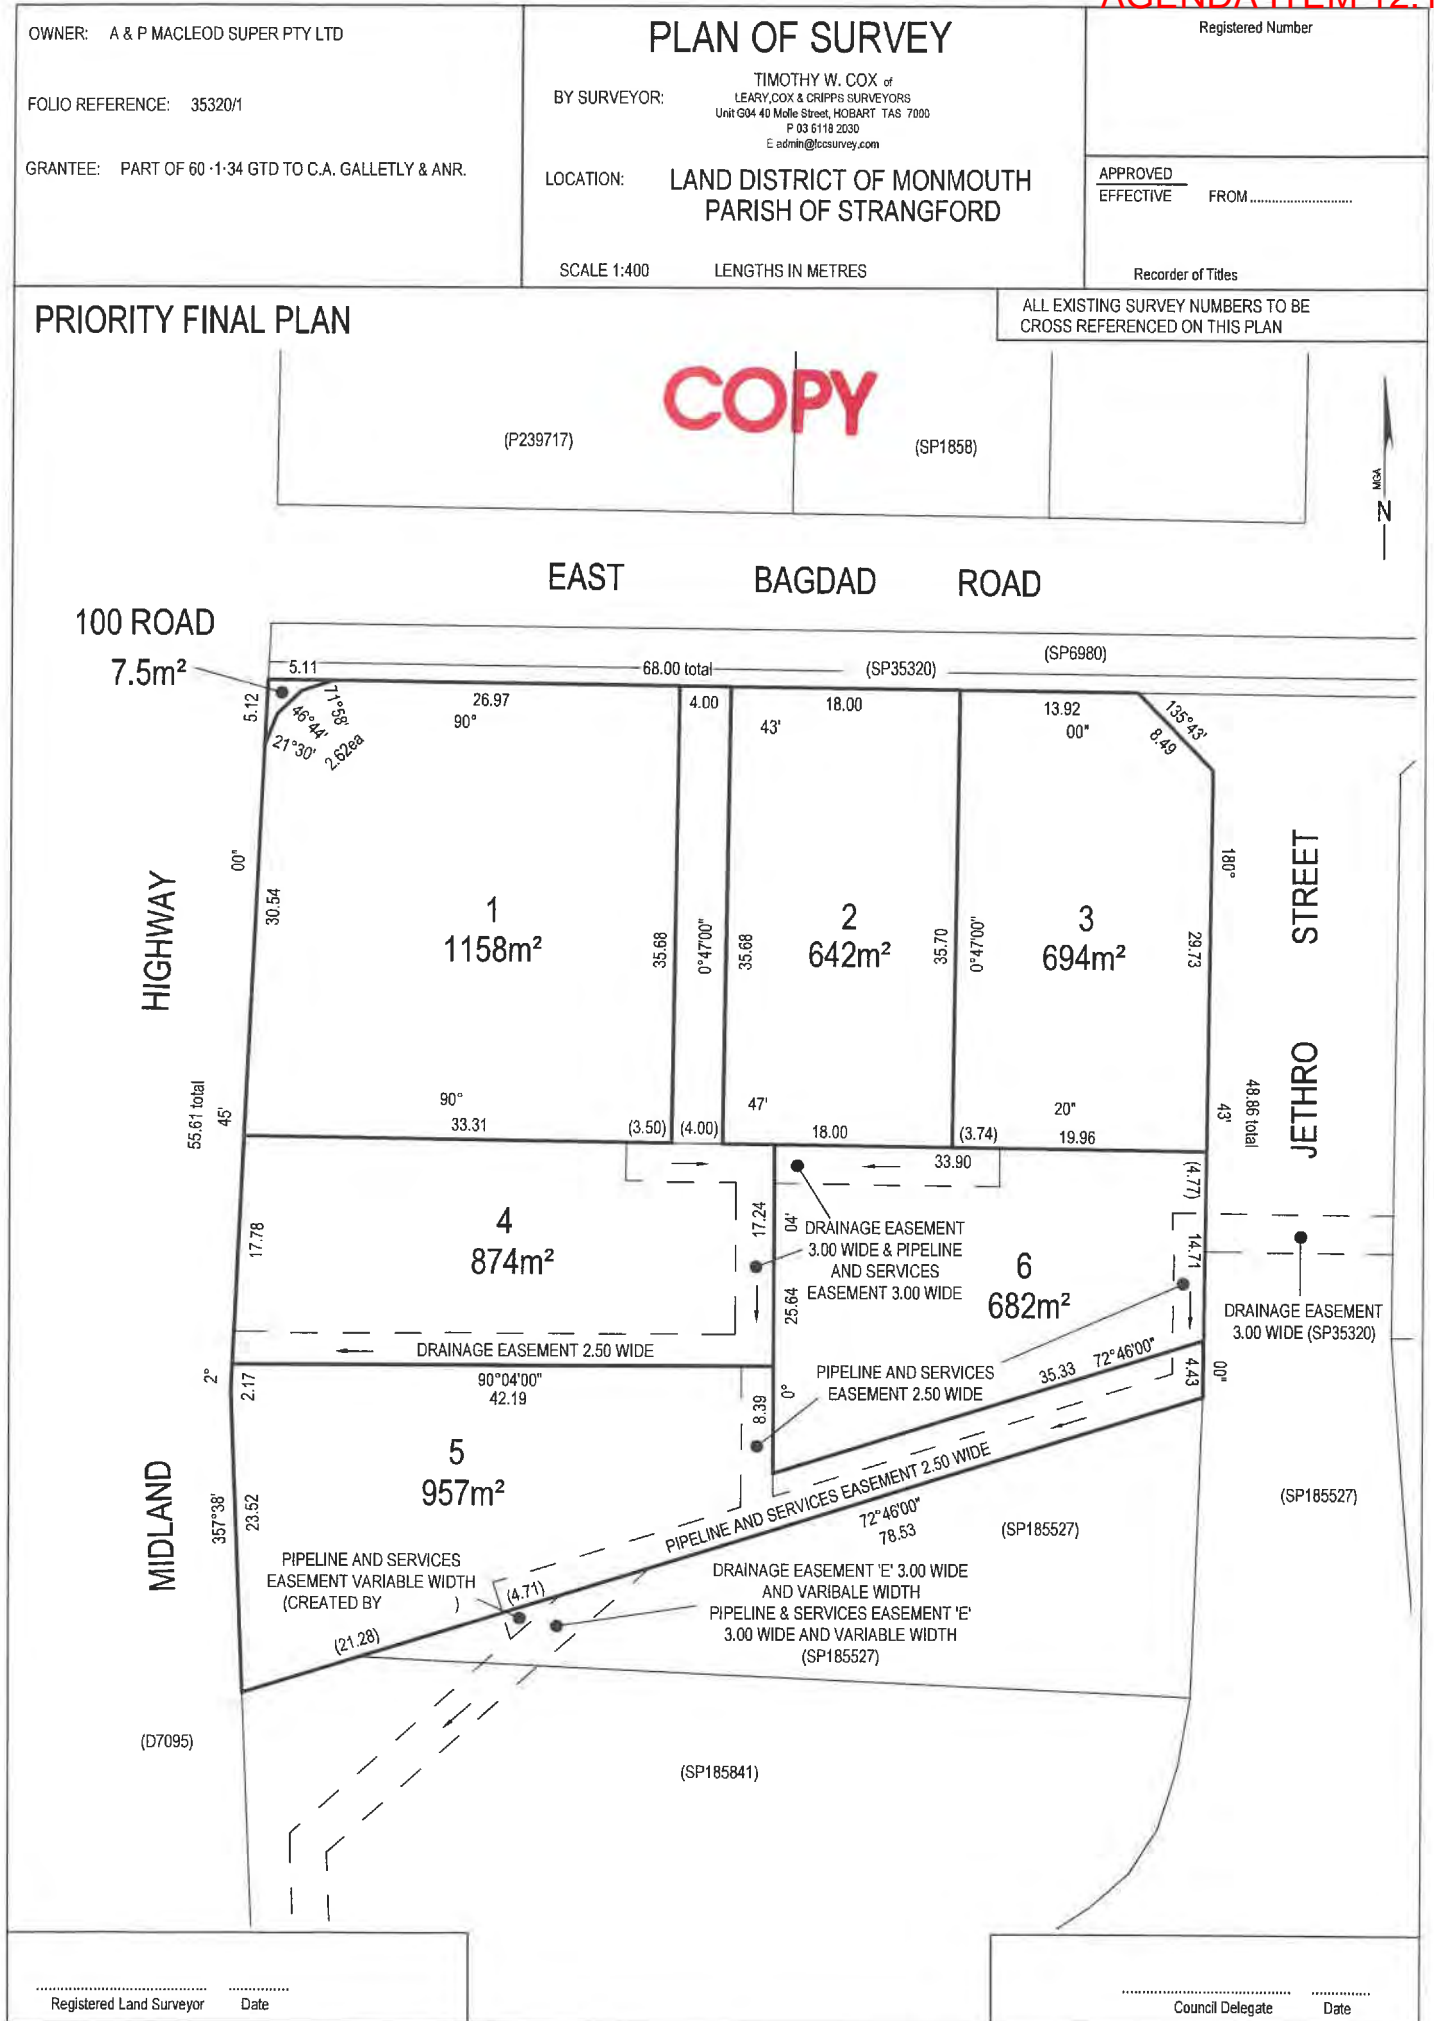 AGENDA ITEM 12.1
OWNER: A & P MACLEOD SUPER PTY LTD
FOLIO REFERENCE: 35320/1
GRANTEE: PART OF 60-1-34 GTD TO C.A. GALLETLY & ANR.
PLAN OF SURVEY
BY SURVEYOR:
TIMOTHY W. COX of
LEARY,COX & CRIPPS SURVEYORS
Unit G04 40 Molle Street, HOBART TAS 7000
P 03 6118 2030
E admin@lccsurvey.com
LOCATION:
LAND DISTRICT OF MONMOUTH
PARISH OF STRANGFORD
SCALE 1:400 LENGTHS IN METRES
Registered Number
APPROVED
EFFECTIVE FROM ..........................
Recorder of Titles
PRIORITY FINAL PLAN
ALL EXISTING SURVEY NUMBERS TO BE
CROSS REFERENCED ON THIS PLAN
COPY
(P239717)
(SP1858)
MGA
N
EAST BAGDAD ROAD
100 ROAD
7.5m²
(SP6980)
5.11
68.00 total
(SP35320)
5.12
71°58'
46°44'
21°30'
2.62ea
26.97
90°
4.00
18.00
43'
13.92
00"
135°43'
8.49
00"
30.54
HIGHWAY
1
1158m²
35.68
0°47'00"
35.68
2
642m²
35.70
0°47'00"
3
694m²
29.73
180°
STREET
JETHRO
55.61 total
45'
90°
33.31
(3.50)
(4.00)
47'
18.00
(3.74)
20"
19.96
43'
48.86 total
33.90
(4.77)
17.78
4
874m²
17.24
04'
25.64
DRAINAGE EASEMENT
3.00 WIDE & PIPELINE
AND SERVICES
EASEMENT 3.00 WIDE
6
682m²
14.71
DRAINAGE EASEMENT
3.00 WIDE (SP35320)
DRAINAGE EASEMENT 2.50 WIDE
2°
2.17
90°04'00"
42.19
8.39
0°
PIPELINE AND SERVICES
EASEMENT 2.50 WIDE
35.33 72°46'00"
4.43
00"
5
957m²
MIDLAND
357°38'
23.52
PIPELINE AND SERVICES EASEMENT 2.50 WIDE
72°46'00"
78.53
(SP185527)
(SP185527)
PIPELINE AND SERVICES
EASEMENT VARIABLE WIDTH
(CREATED BY )
(4.71)
(21.28)
DRAINAGE EASEMENT 'E' 3.00 WIDE
AND VARIBALE WIDTH
PIPELINE & SERVICES EASEMENT 'E'
3.00 WIDE AND VARIABLE WIDTH
(SP185527)
(D7095)
(SP185841)
Registered Land Surveyor Date
Council Delegate Date